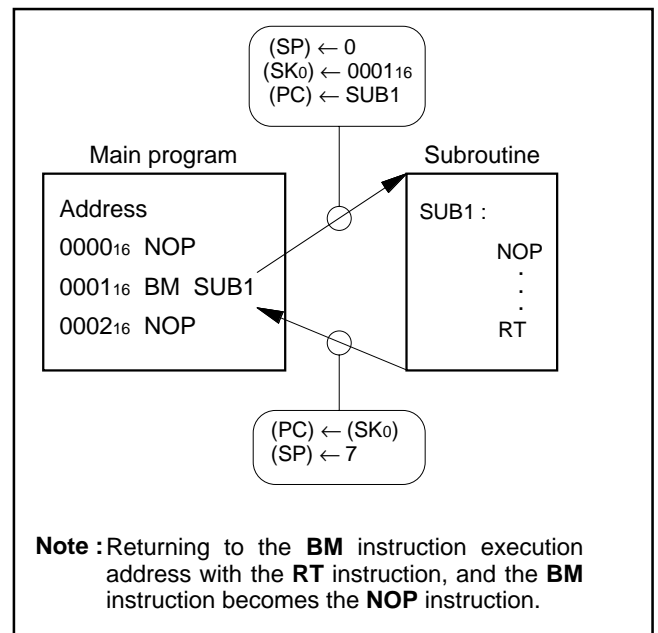 (SP) ← 0
(SK₀) ← 0001₁₆
(PC) ← SUB1
Main program
Subroutine
Address
0000₁₆ NOP
0001₁₆ BM SUB1
0002₁₆ NOP
SUB1 :
NOP
.
.
.
RT
(PC) ← (SK₀)
(SP) ← 7
Note : Returning to the BM instruction execution
address with the RT instruction, and the BM
instruction becomes the NOP instruction.